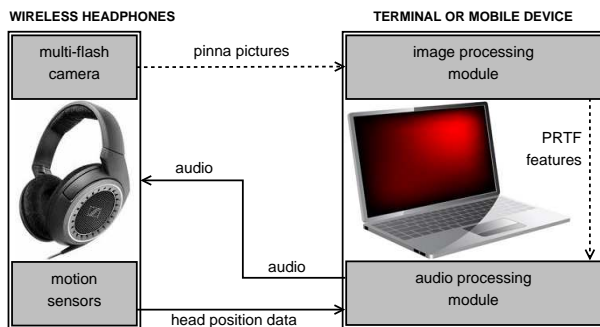 WIRELESS HEADPHONES
TERMINAL OR MOBILE DEVICE
multi-flash
camera
pinna pictures
image processing
module
PRTF
features
audio
audio
motion
sensors
head position data
audio processing
module